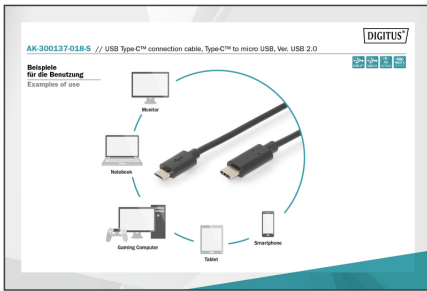 DIGITUS®
AK-300137-018-S // USB Type-C™ connection cable, Type-C™ to micro USB, Ver. USB 2.0
Beispiele
für die Benutzung
Examples of use
Monitor
Notebook
Gaming Computer
Tablet
Smartphone